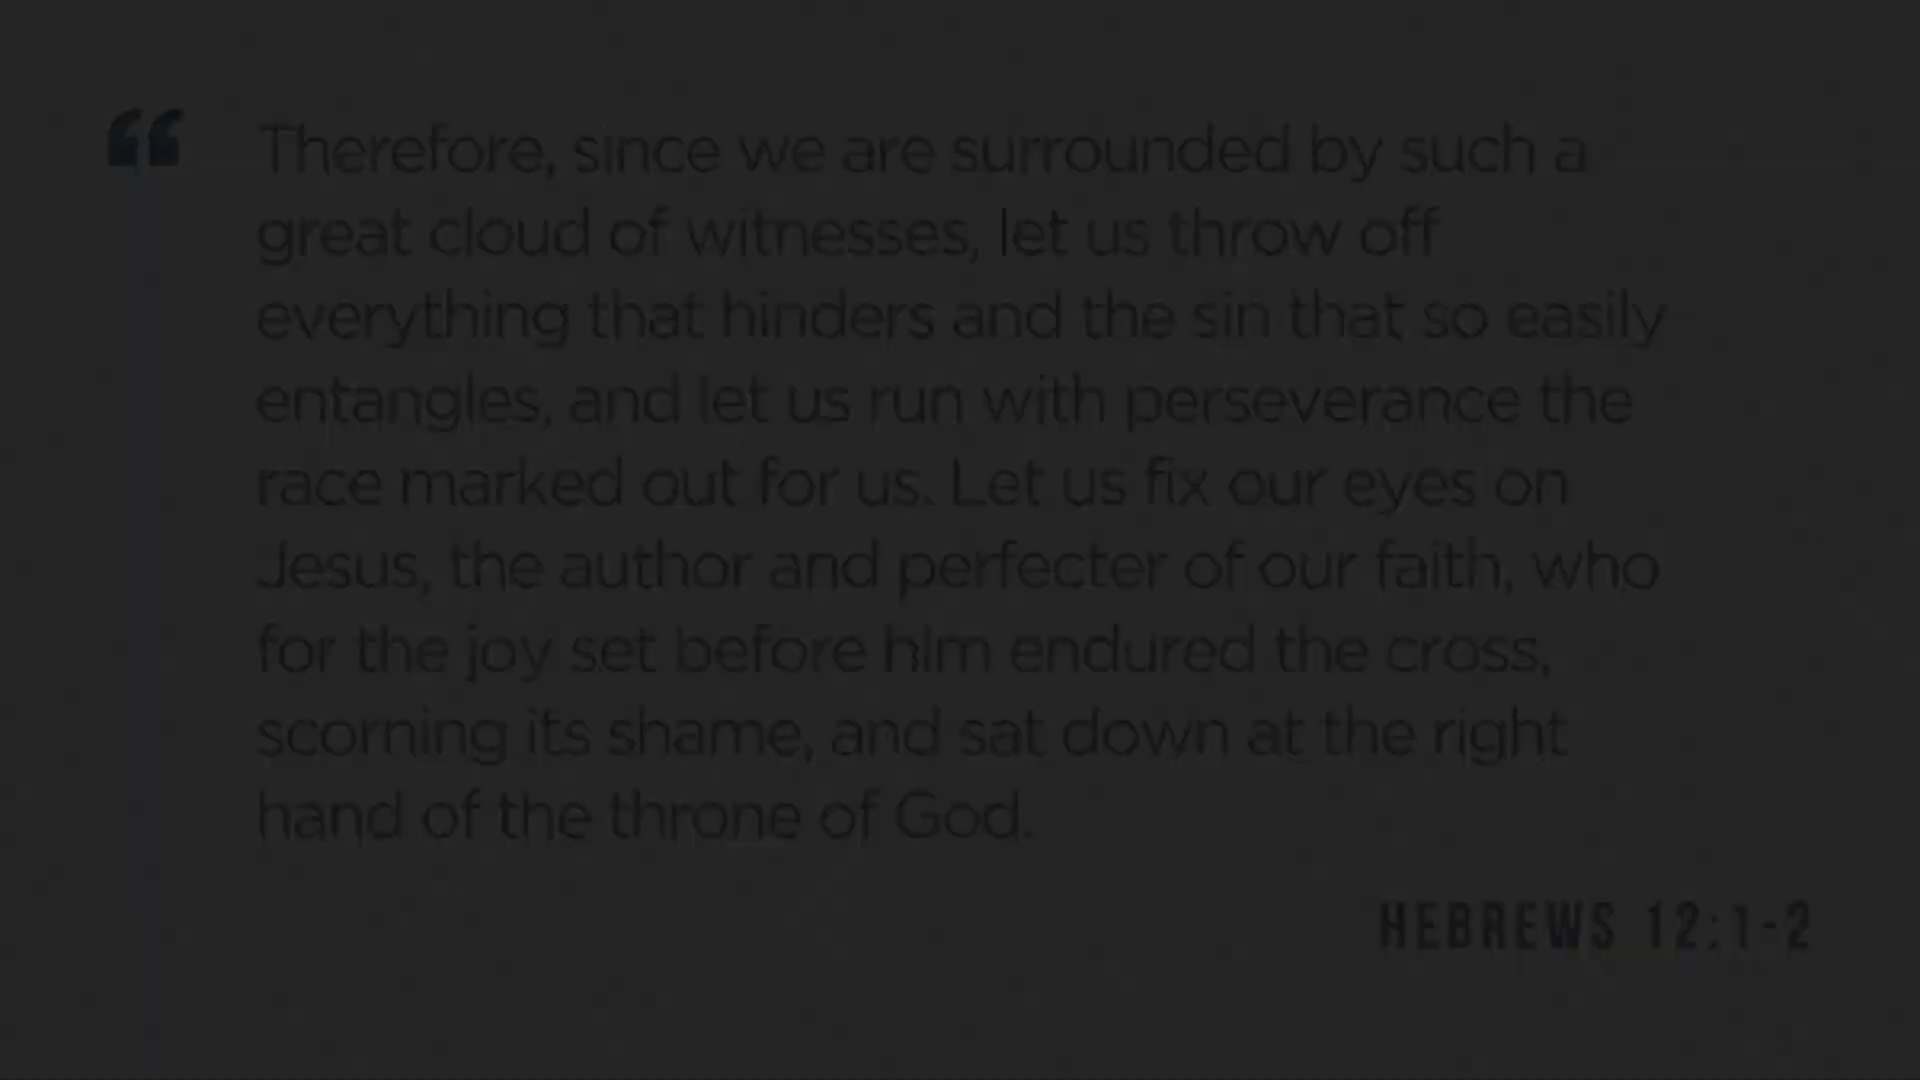 “ Therefore, since we are surrounded by such a
great cloud of witnesses, let us throw off
everything that hinders and the sin that so easily
entangles, and let us run with perseverance the
race marked out for us. Let us fix our eyes on
Jesus, the author and perfecter of our faith, who
for the joy set before him endured the cross,
scorning its shame, and sat down at the right
hand of the throne of God.
HEBREWS 12:1-2